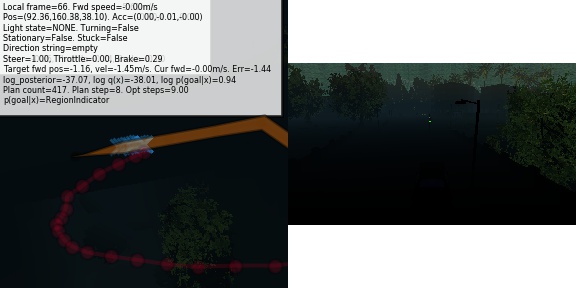 Local frame=66. Fwd speed=-0.00m/s
Pos=(92.36,160.38,38.10). Acc=(0.00,-0.01,-0.00)
Light state=NONE. Turning=False
Stationary=False. Stuck=False
Direction string=empty
Steer=1.00, Throttle=0.00, Brake=0.29
Target fwd pos=-1.16, vel=-1.45m/s. Cur fwd=-0.00m/s. Err=-1.44
log_posterior=-37.07, log q(x)=-38.01, log p(goal|x)=0.94
Plan count=417. Plan step=8. Opt steps=9.00
p(goal|x)=RegionIndicator